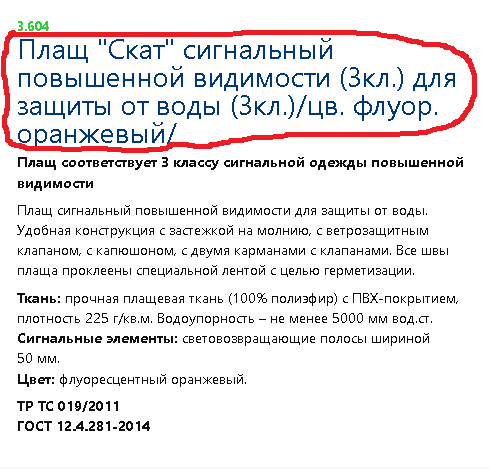 3.604
Плащ "Скат" сигнальный
повышенной видимости (3кл.) для
защиты от воды (3кл.)/цв. флуор.
оранжевый/
Плащ соответствует 3 классу сигнальной одежды повышенной
видимости
Плащ сигнальный повышенной видимости для защиты от воды.
Удобная конструкция с застежкой на молнию, с ветрозащитным
клапаном, с капюшоном, с двумя карманами с клапанами. Все швы
плаща проклеены специальной лентой с целью герметизации.
Ткань: прочная плащевая ткань (100% полиэфир) с ПВХ-покрытием,
плотность 225 г/кв.м. Водоупорность – не менее 5000 мм вод.ст.
Сигнальные элементы: световозвращающие полосы шириной
50 мм.
Цвет: флуоресцентный оранжевый.
ТР ТС 019/2011
ГОСТ 12.4.281-2014